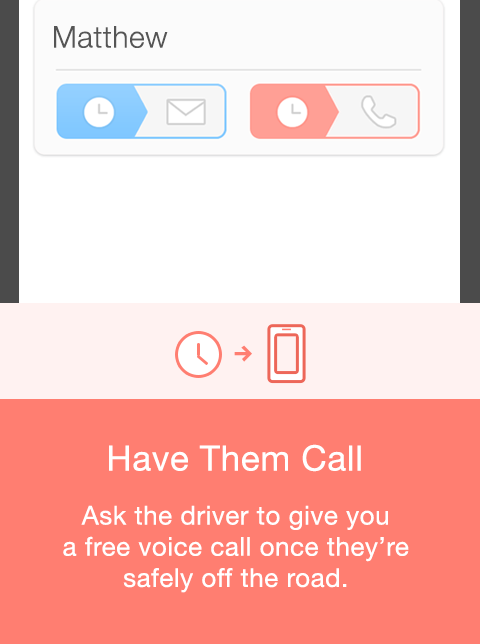 Matthew
Have Them Call
Ask the driver to give you
a free voice call once they’re
safely off the road.